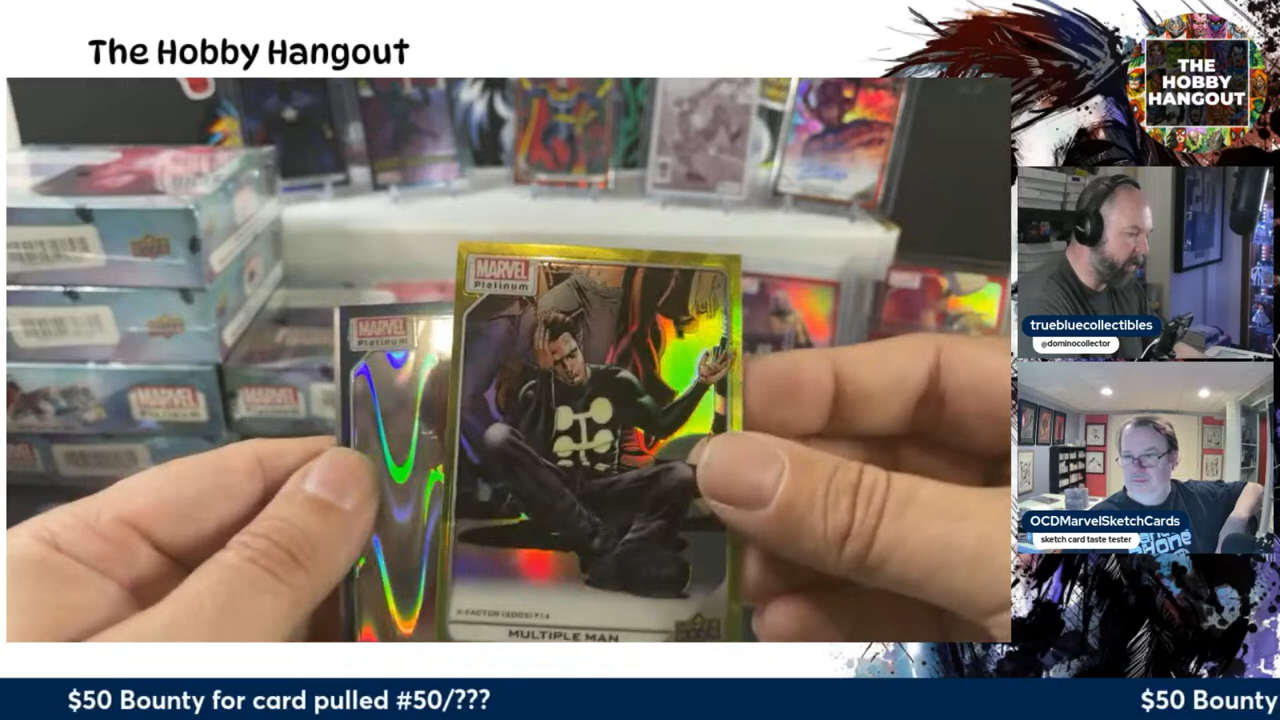 The Hobby Hangout
THE
HOBBY
HANGOUT
MARVEL
Platinum
MARVEL
Platinum
MARVEL
MULTIPLE MAN
truebluecollectibles
@dominocollector
OCDMarvelSketchCards
sketch card taste tester
$50 Bounty for card pulled #50/???
$50 Bounty